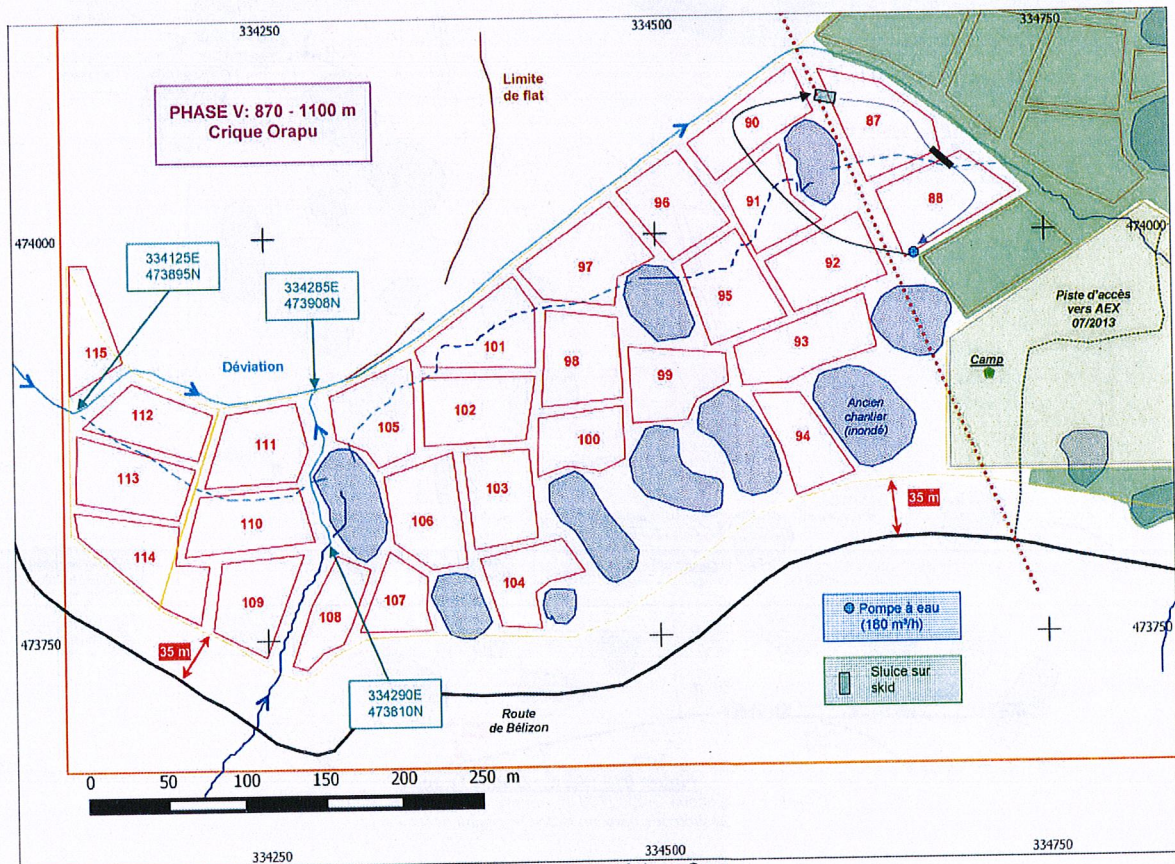 334250
334500
334750
PHASE V: 870 - 1100 m
Crique Orapu
Limite
de flat
90
87
88
96
91
92
97
95
474000
474000
334125E
473895N
334285E
473908N
Piste d'accès
vers AEX
07/2013
115
Déviation
101
98
93
99
Camp
112
111
105
102
100
94
Ancien
chantier
(inondé)
113
110
106
103
35 m
114
109
108
107
104
473750
473750
35 m
Pompe à eau
(180 m³/h)
Sluice sur
skid
334290E
473810N
Route
de Bélizon
0 50 100 150 200 250 m
334250
334500
334750